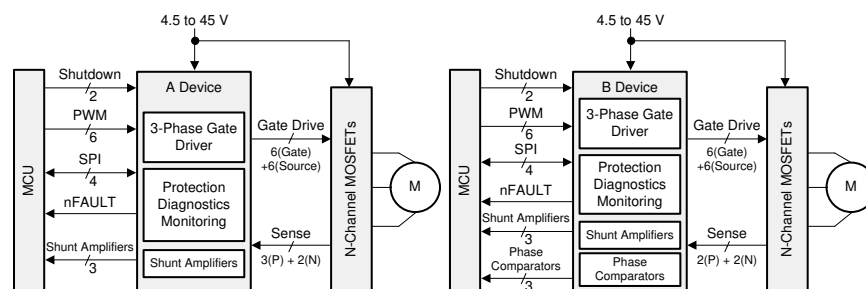 4.5 to 45 V
MCU
Shutdown
2
PWM
6
SPI
4
nFAULT
Shunt Amplifiers
3
A Device
3-Phase Gate
Driver
Protection
Diagnostics
Monitoring
Shunt Amplifiers
Gate Drive
6(Gate)
+6(Source)
Sense
3(P) + 2(N)
N-Channel MOSFETs
M
4.5 to 45 V
MCU
Shutdown
2
PWM
6
SPI
4
nFAULT
Shunt Amplifiers
3
Phase
Comparators
3
B Device
3-Phase Gate
Driver
Protection
Diagnostics
Monitoring
Shunt Amplifiers
Phase
Comparators
Gate Drive
6(Gate)
+6(Source)
Sense
2(P) + 2(N)
N-Channel MOSFETs
M